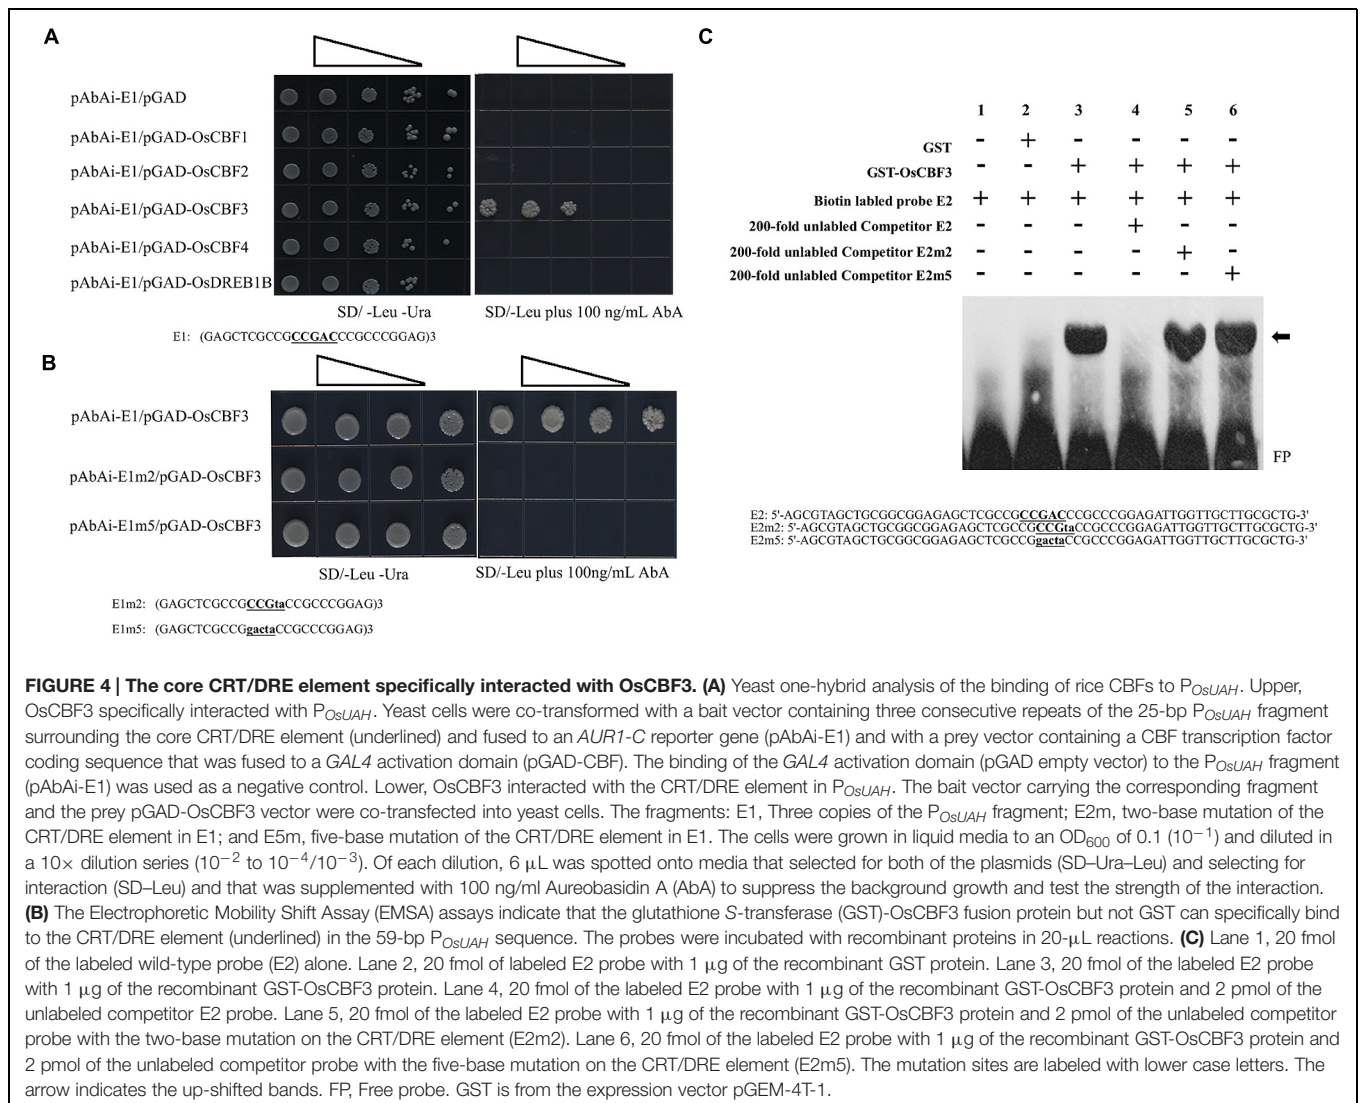 A
pAbAi-E1/pGAD
pAbAi-E1/pGAD-OsCBF1
pAbAi-E1/pGAD-OsCBF2
pAbAi-E1/pGAD-OsCBF3
pAbAi-E1/pGAD-OsCBF4
pAbAi-E1/pGAD-OsDREB1B
SD/ -Leu -Ura
SD/-Leu plus 100 ng/mL AbA
E1: (GAGCTCGCCGCCGACCCGCCCGGAG)3
B
pAbAi-E1/pGAD-OsCBF3
pAbAi-E1m2/pGAD-OsCBF3
pAbAi-E1m5/pGAD-OsCBF3
SD/-Leu -Ura
SD/-Leu plus 100ng/mL AbA
E1m2: (GAGCTCGCCGCCGtaCCGCCCGGAG)3
E1m5: (GAGCTCGCCGgactaCCGCCCGGAG)3
C
1 2 3 4 5 6
GST - + - - - -
GST-OsCBF3 - - + + + +
Biotin labled probe E2 + + + + + +
200-fold unlabled Competitor E2 - - - + - -
200-fold unlabled Competitor E2m2 - - - - + -
200-fold unlabled Competitor E2m5 - - - - - +
FP
E2: 5'-AGCGTAGCTGCGGCGGAGAGCTCGCCGCCGACCCGCCCGGAGATTGGTTGCTTGCGCTG-3'
E2m2: 5'-AGCGTAGCTGCGGCGGAGAGCTCGCCGCCGtaCCGCCCGGAGATTGGTTGCTTGCGCTG-3'
E2m5: 5'-AGCGTAGCTGCGGCGGAGAGCTCGCCGgactaCCGCCCGGAGATTGGTTGCTTGCGCTG-3'
FIGURE 4 | The core CRT/DRE element specifically interacted with OsCBF3. (A) Yeast one-hybrid analysis of the binding of rice CBFs to POsUAH. Upper,
OsCBF3 specifically interacted with POsUAH. Yeast cells were co-transformed with a bait vector containing three consecutive repeats of the 25-bp POsUAH fragment
surrounding the core CRT/DRE element (underlined) and fused to an AUR1-C reporter gene (pAbAi-E1) and with a prey vector containing a CBF transcription factor
coding sequence that was fused to a GAL4 activation domain (pGAD-CBF). The binding of the GAL4 activation domain (pGAD empty vector) to the POsUAH fragment
(pAbAi-E1) was used as a negative control. Lower, OsCBF3 interacted with the CRT/DRE element in POsUAH. The bait vector carrying the corresponding fragment
and the prey pGAD-OsCBF3 vector were co-transfected into yeast cells. The fragments: E1, Three copies of the POsUAH fragment; E2m, two-base mutation of the
CRT/DRE element in E1; and E5m, five-base mutation of the CRT/DRE element in E1. The cells were grown in liquid media to an OD600 of 0.1 (10−1) and diluted in
a 10× dilution series (10−2 to 10−4/10−3). Of each dilution, 6 μL was spotted onto media that selected for both of the plasmids (SD–Ura–Leu) and selecting for
interaction (SD–Leu) and that was supplemented with 100 ng/ml Aureobasidin A (AbA) to suppress the background growth and test the strength of the interaction.
(B) The Electrophoretic Mobility Shift Assay (EMSA) assays indicate that the glutathione S-transferase (GST)-OsCBF3 fusion protein but not GST can specifically bind
to the CRT/DRE element (underlined) in the 59-bp POsUAH sequence. The probes were incubated with recombinant proteins in 20-μL reactions. (C) Lane 1, 20 fmol
of the labeled wild-type probe (E2) alone. Lane 2, 20 fmol of labeled E2 probe with 1 μg of the recombinant GST protein. Lane 3, 20 fmol of the labeled E2 probe
with 1 μg of the recombinant GST-OsCBF3 protein. Lane 4, 20 fmol of the labeled E2 probe with 1 μg of the recombinant GST-OsCBF3 protein and 2 pmol of the
unlabeled competitor E2 probe. Lane 5, 20 fmol of the labeled E2 probe with 1 μg of the recombinant GST-OsCBF3 protein and 2 pmol of the unlabeled competitor
probe with the two-base mutation on the CRT/DRE element (E2m2). Lane 6, 20 fmol of the labeled E2 probe with 1 μg of the recombinant GST-OsCBF3 protein and
2 pmol of the unlabeled competitor probe with the five-base mutation on the CRT/DRE element (E2m5). The mutation sites are labeled with lower case letters. The
arrow indicates the up-shifted bands. FP, Free probe. GST is from the expression vector pGEM-4T-1.